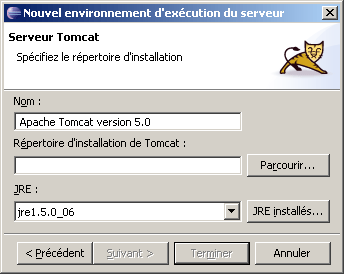 Nouvel environnement d'exécution du serveur
Serveur Tomcat
Spécifiez le répertoire d'installation
Nom :
Apache Tomcat version 5.0
Répertoire d'installation de Tomcat :
Parcourir...
JRE :
jre1.5.0_06
JRE installés...
< Précédent
Suivant >
Terminer
Annuler